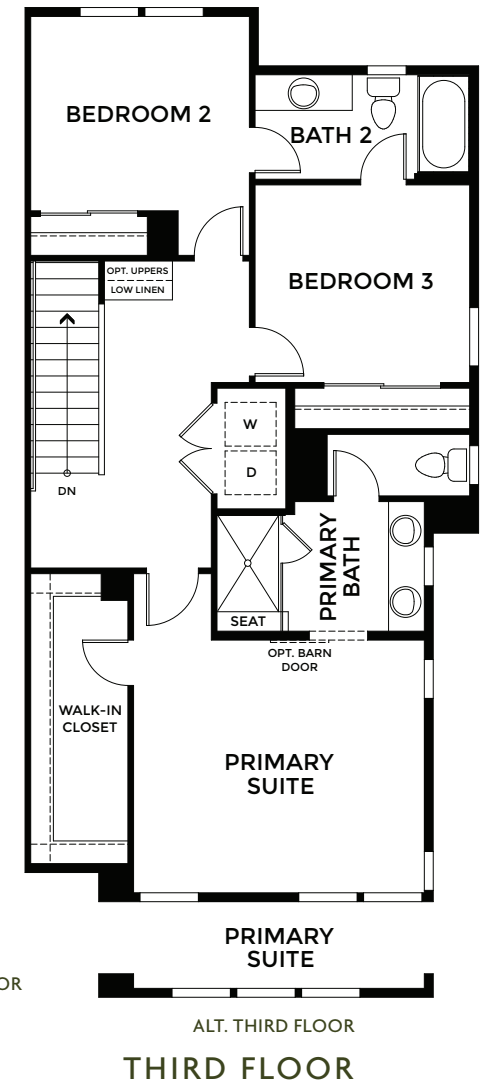 BEDROOM 2
BATH 2
OPT. UPPERS
LOW LINEN
BEDROOM 3
W
D
DN
PRIMARY
BATH
SEAT
OPT. BARN
DOOR
WALK-IN
CLOSET
PRIMARY
SUITE
PRIMARY
SUITE
OR
ALT. THIRD FLOOR
THIRD FLOOR